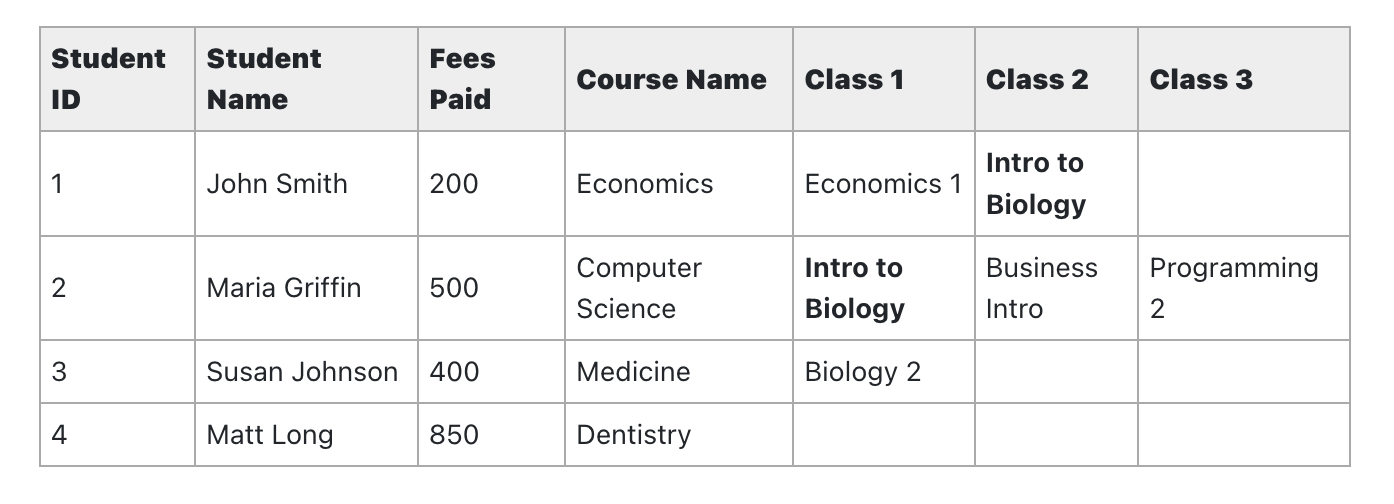 Student ID | Student Name | Fees Paid | Course Name | Class 1 | Class 2 | Class 3
1 | John Smith | 200 | Economics | Economics 1 | Intro to Biology |
2 | Maria Griffin | 500 | Computer Science | Intro to Biology | Business Intro | Programming 2
3 | Susan Johnson | 400 | Medicine | Biology 2 | |
4 | Matt Long | 850 | Dentistry | | |